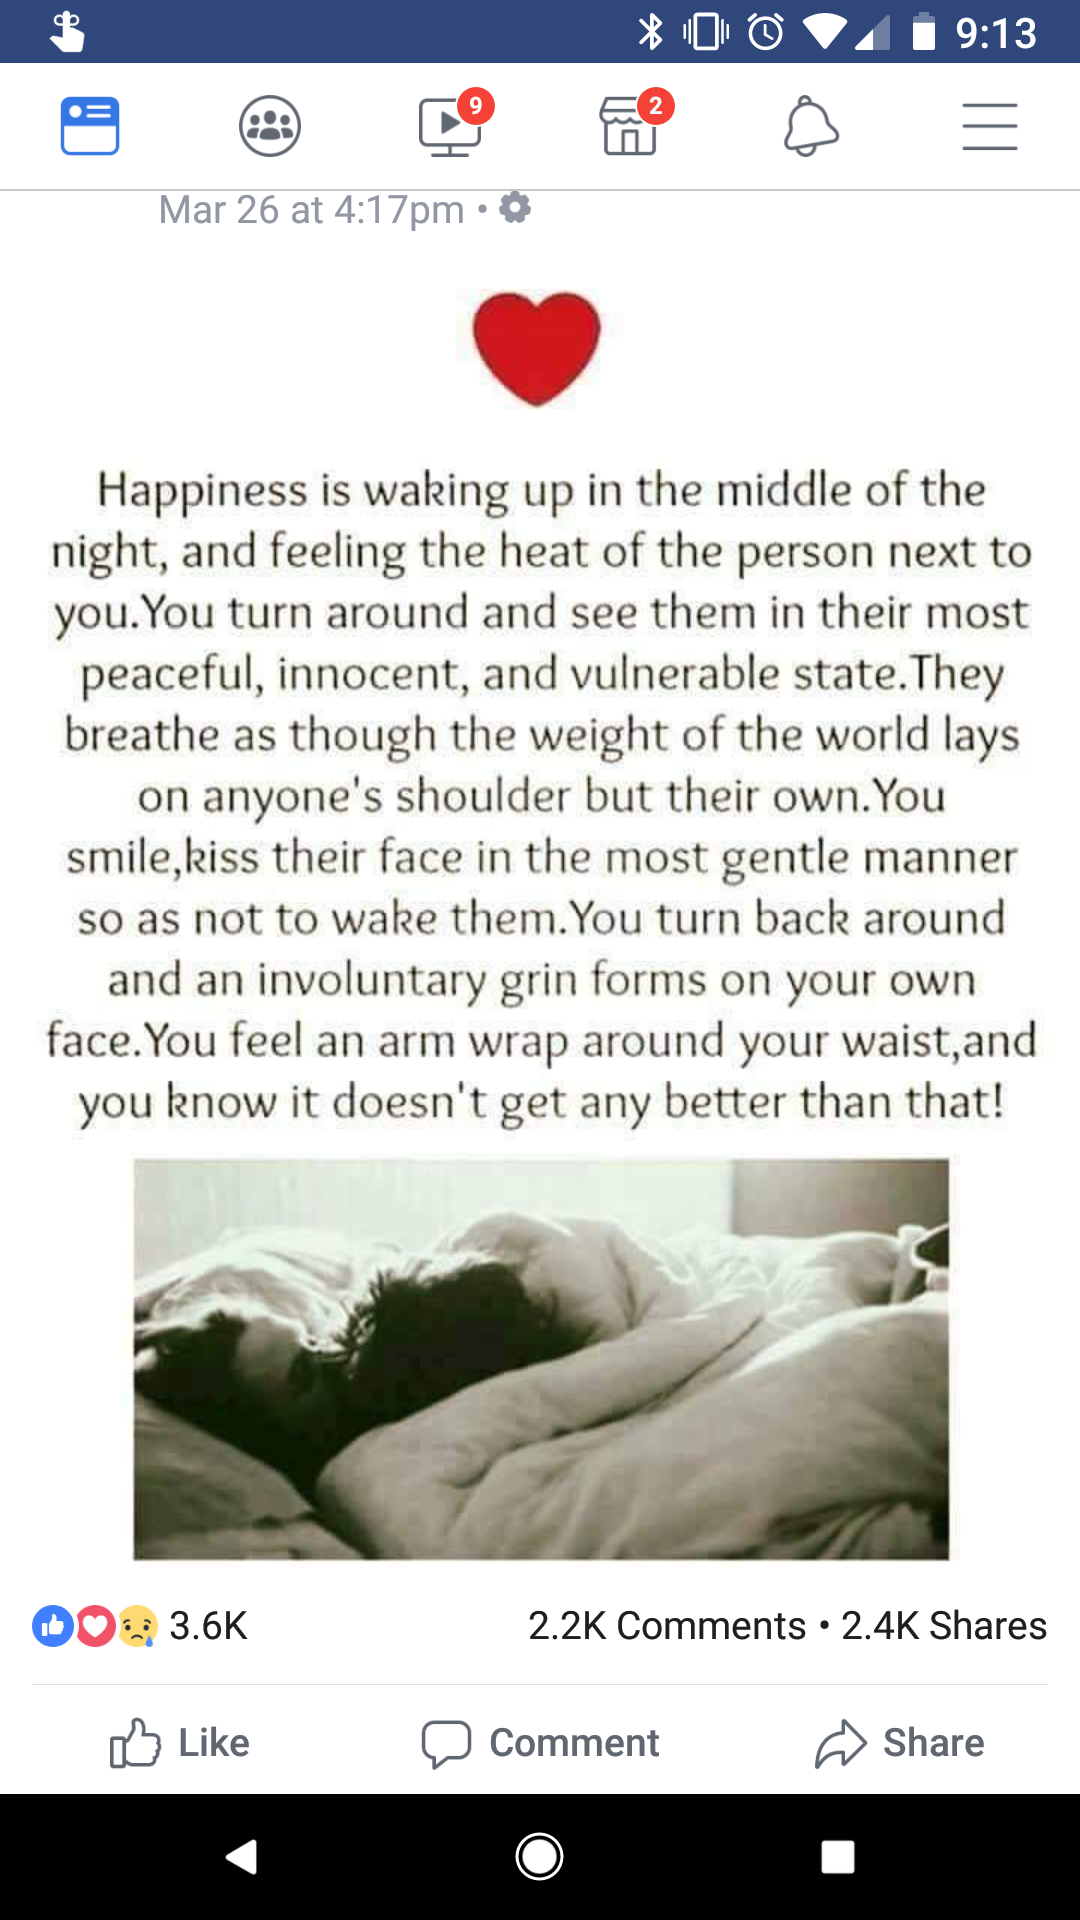 9:13
9
2
Mar 26 at 4:17pm •
Happiness is waking up in the middle of the
night, and feeling the heat of the person next to
you.You turn around and see them in their most
peaceful, innocent, and vulnerable state.They
breathe as though the weight of the world lays
on anyone's shoulder but their own.You
smile,kiss their face in the most gentle manner
so as not to wake them.You turn back around
and an involuntary grin forms on your own
face.You feel an arm wrap around your waist,and
you know it doesn't get any better than that!
3.6K 2.2K Comments • 2.4K Shares
Like Comment Share